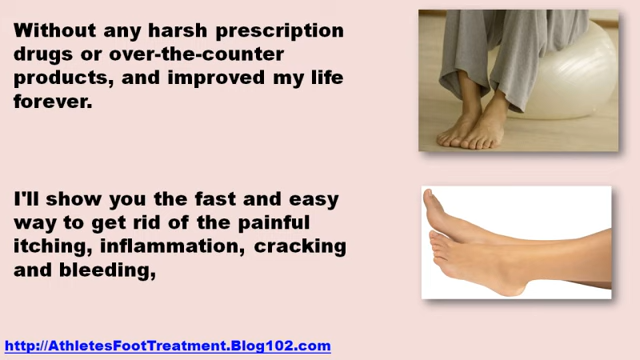 Without any harsh prescription
drugs or over-the-counter
products, and improved my life
forever.
I'll show you the fast and easy
way to get rid of the painful
itching, inflammation, cracking
and bleeding,
http://AthletesFootTreatment.Blog102.com